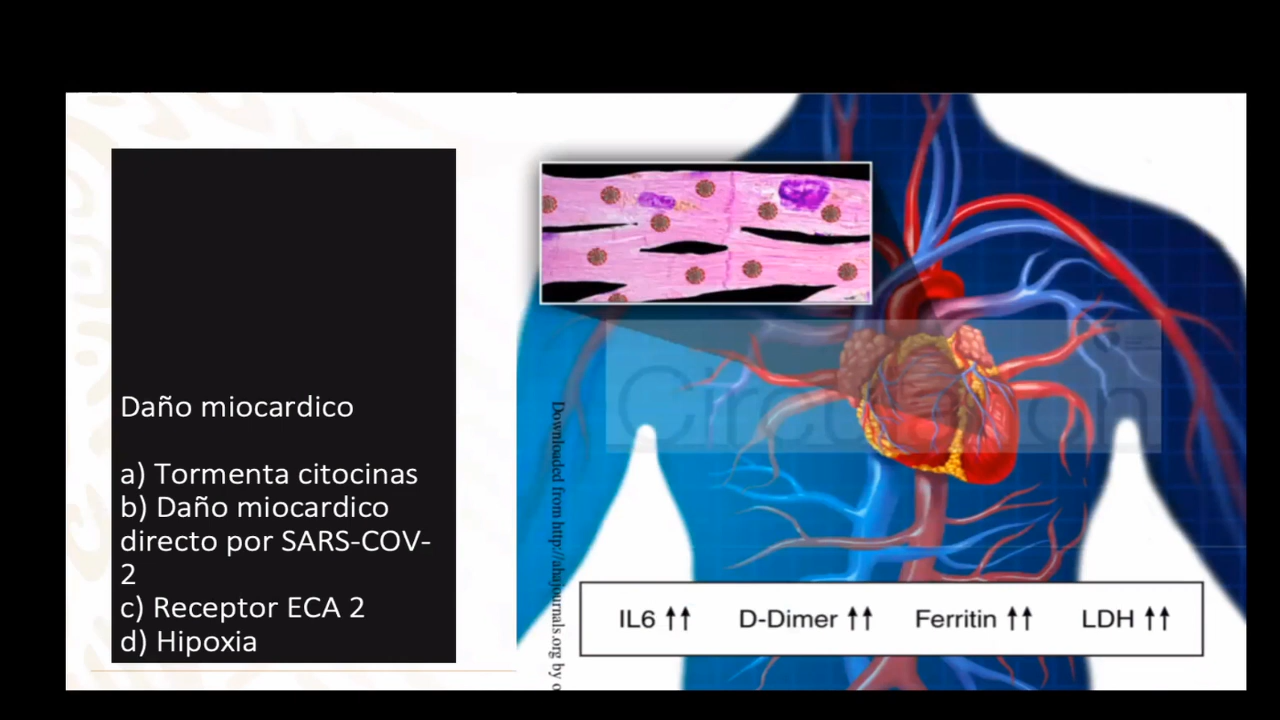 Daño miocardico
a) Tormenta citocinas
b) Daño miocardico
directo por SARS-COV-
2
c) Receptor ECA 2
d) Hipoxia
Circulation
Downloaded from http://ahajournals.org by o
IL6 ↑↑ D-Dimer ↑↑ Ferritin ↑↑ LDH ↑↑